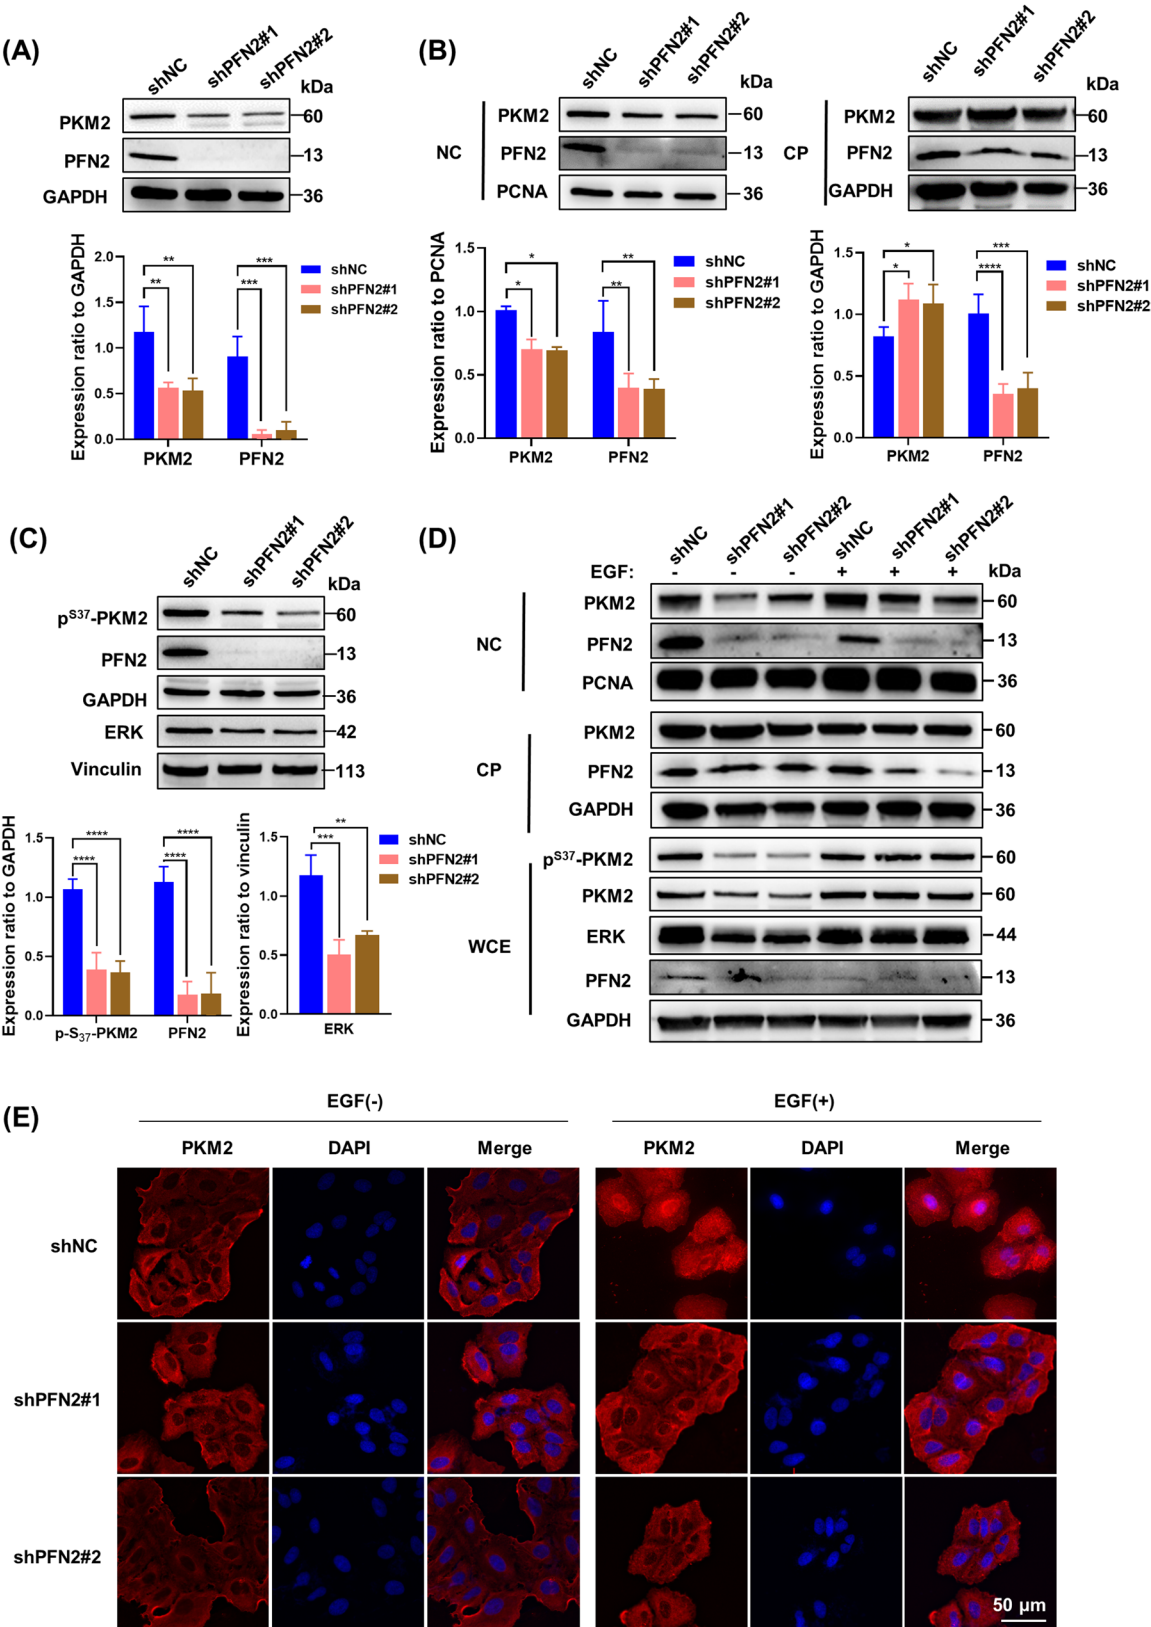 (A)
shNC shPFN2#1 shPFN2#2
kDa
PKM2 60
PFN2 13
GAPDH 36
Expression ratio to GAPDH
2.0
1.5
1.0
0.5
0.0
** ** *** ***
shNC
shPFN2#1
shPFN2#2
PKM2 PFN2
(B)
shNC shPFN2#1 shPFN2#2
kDa
NC
PKM2 60
PFN2 13
PCNA 36
shNC shPFN2#1 shPFN2#2
kDa
CP
PKM2 60
PFN2 13
GAPDH 36
Expression ratio to PCNA
1.5
1.0
0.5
0.0
* * ** **
shNC
shPFN2#1
shPFN2#2
PKM2 PFN2
Expression ratio to GAPDH
1.5
1.0
0.5
0.0
* * **** ***
shNC
shPFN2#1
shPFN2#2
PKM2 PFN2
(C)
shNC shPFN2#1 shPFN2#2
kDa
pS37-PKM2 60
PFN2 13
GAPDH 36
ERK 42
Vinculin 113
Expression ratio to GAPDH
1.5
1.0
0.5
0.0
**** **** **** ****
p-S37-PKM2 PFN2
Expression ratio to vinculin
1.5
1.0
0.5
0.0
*** **
ERK
shNC
shPFN2#1
shPFN2#2
(D)
shNC shPFN2#1 shPFN2#2 shNC shPFN2#1 shPFN2#2
EGF: - - - + + + kDa
NC
PKM2 60
PFN2 13
PCNA 36
CP
PKM2 60
PFN2 13
GAPDH 36
WCE
pS37-PKM2 60
PKM2 60
ERK 44
PFN2 13
GAPDH 36
(E)
EGF(-) EGF(+)
PKM2 DAPI Merge PKM2 DAPI Merge
shNC
shPFN2#1
shPFN2#2
50 μm